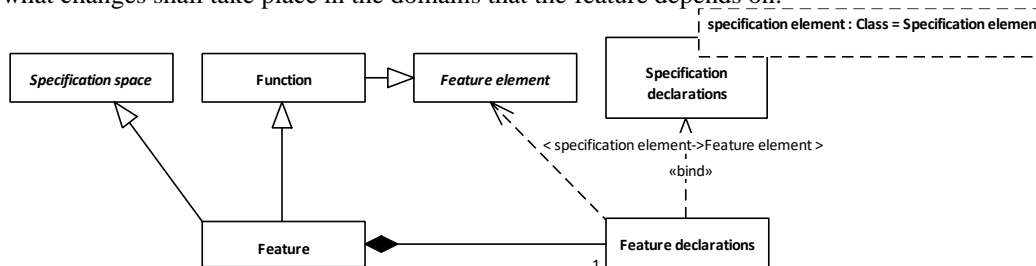 what changes shall take place in the domains that the feature depends on.
specification element : Class = Specification elemen
Specification space
Function
Feature element
Specification
declarations
< specification element->Feature element >
«bind»
Feature
Feature declarations
1